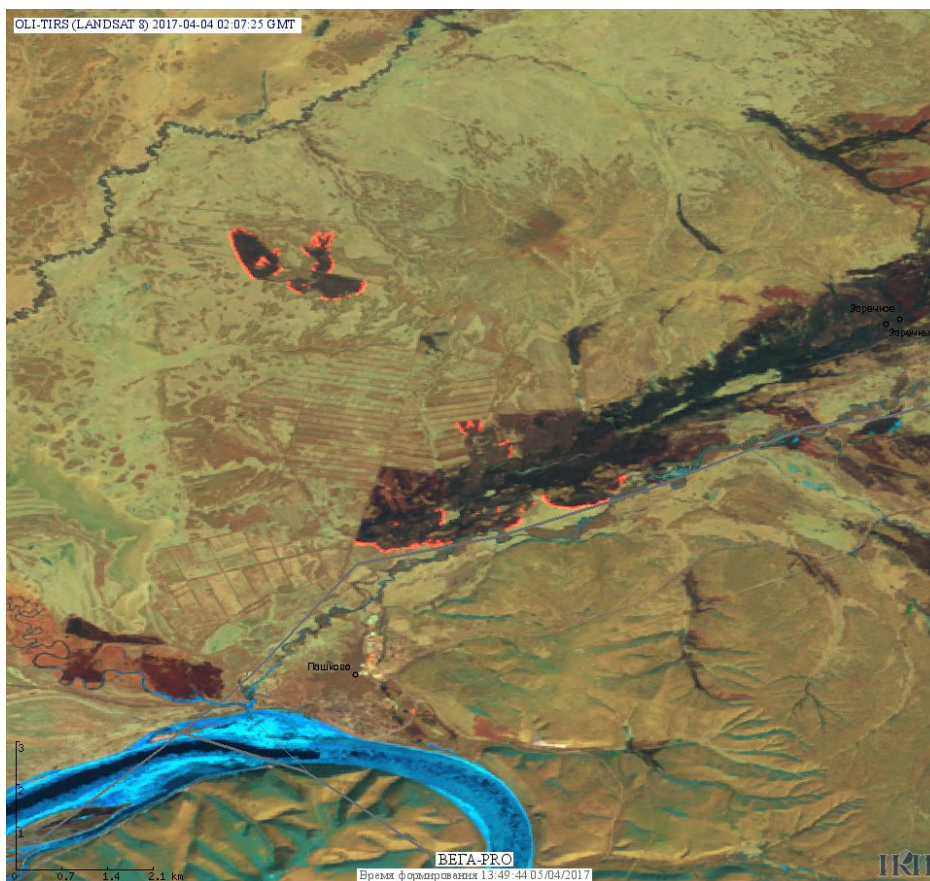 OLI-TIRS (LANDSAT 8) 2017-04-04 02:07:25 GMT
Заречное
Заречны
Пашково
3
2
1
0 0.7 1.4 2.1 km
ВЕГА-PRO
ИКИ
Время формирования 13:49:44 05/04/2017